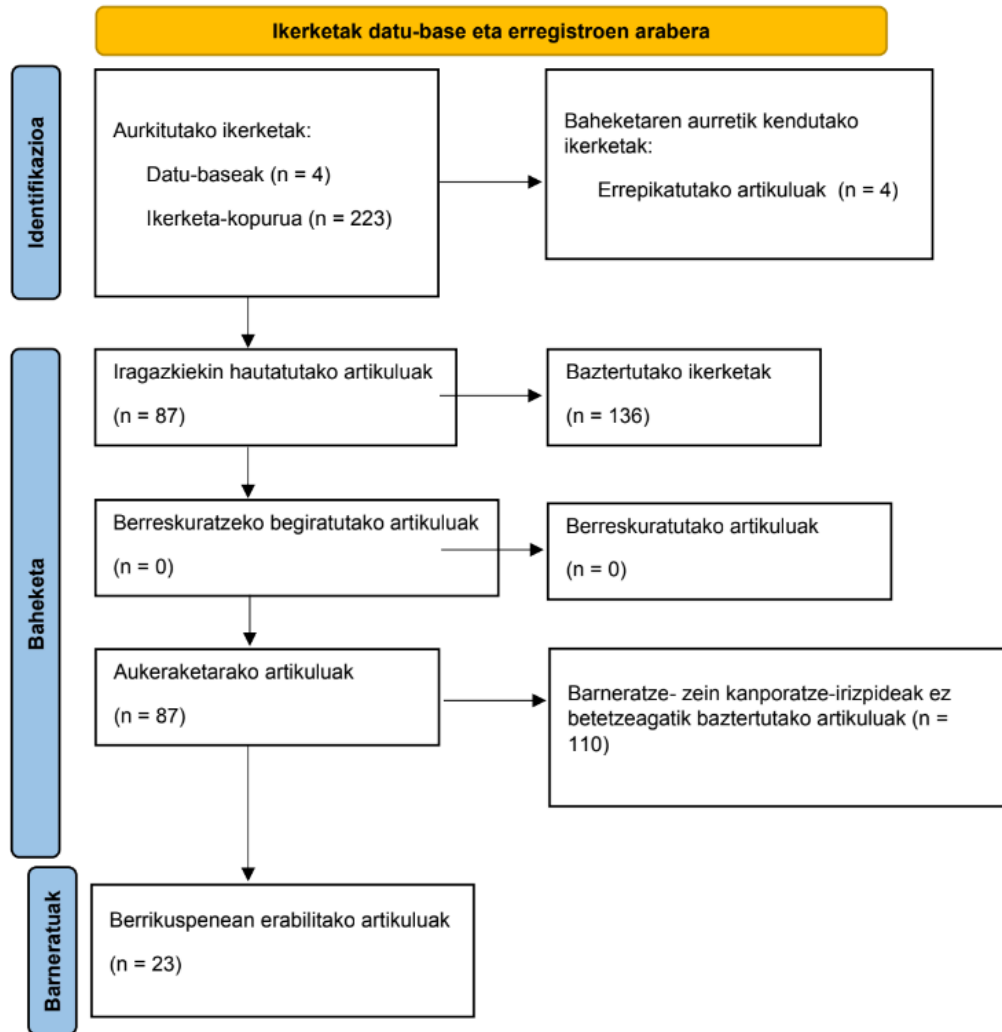 Ikerketak datu-base eta erregistroen arabera
Identifikazioa
Aurkitutako ikerketak:
Datu-baseak (n = 4)
Ikerketa-kopurua (n = 223)
Baheketaren aurretik kendutako
ikerketak:
Errepikatutako artikuluak (n = 4)
Baheketa
Iragazkiekin hautatutako artikuluak
(n = 87)
Baztertutako ikerketak
(n = 136)
Berreskuratzeko begiratutako artikuluak
(n = 0)
Berreskuratutako artikuluak
(n = 0)
Aukeraketarako artikuluak
(n = 87)
Barneratze- zein kanporatze-irizpideak ez
betetzeagatik baztertutako artikuluak (n =
110)
Barneratuak
Berrikuspenean erabilitako artikuluak
(n = 23)